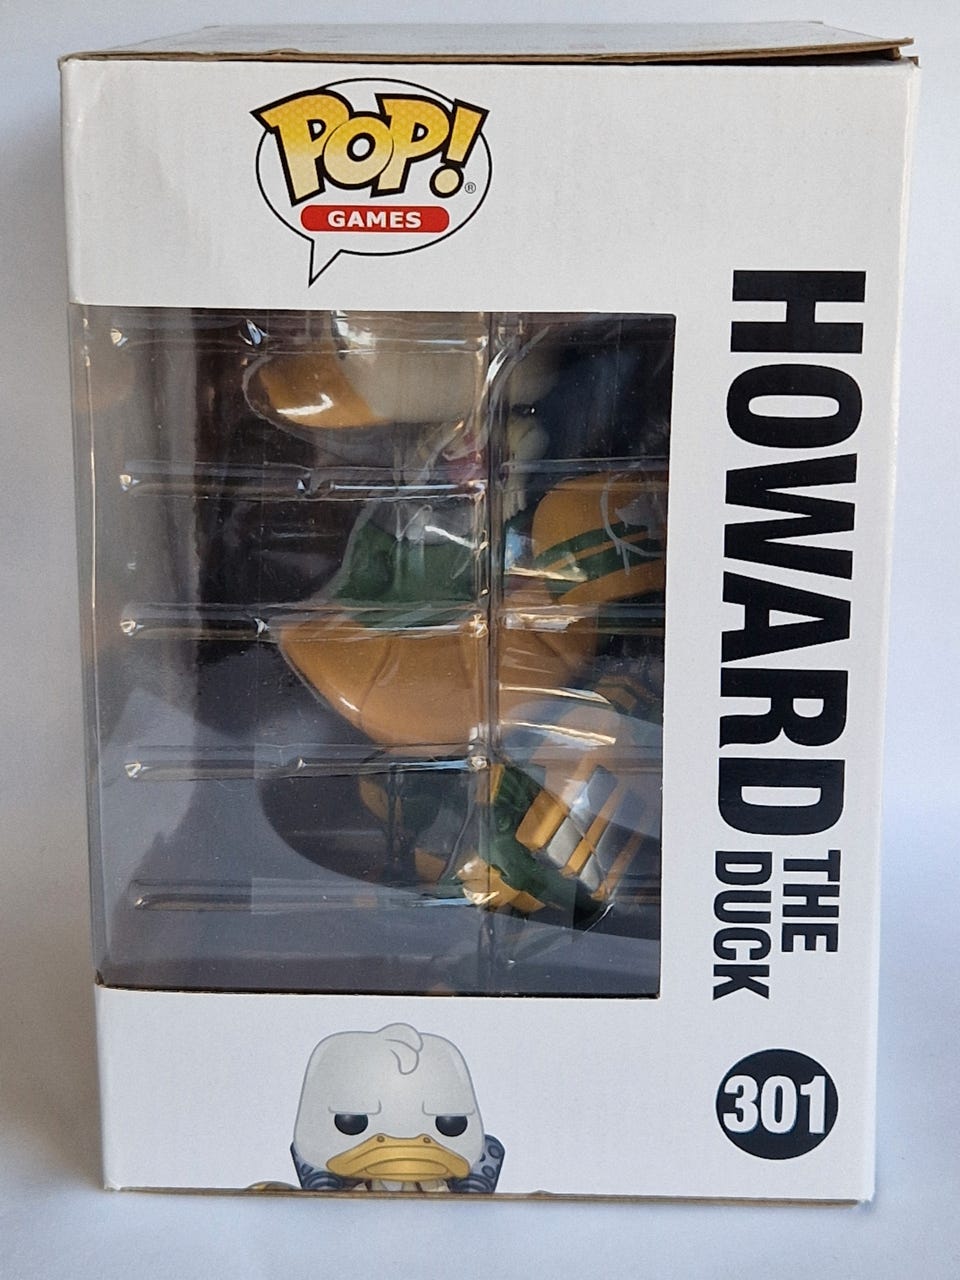 POP!
®
GAMES
HOWARD
THE
DUCK
301